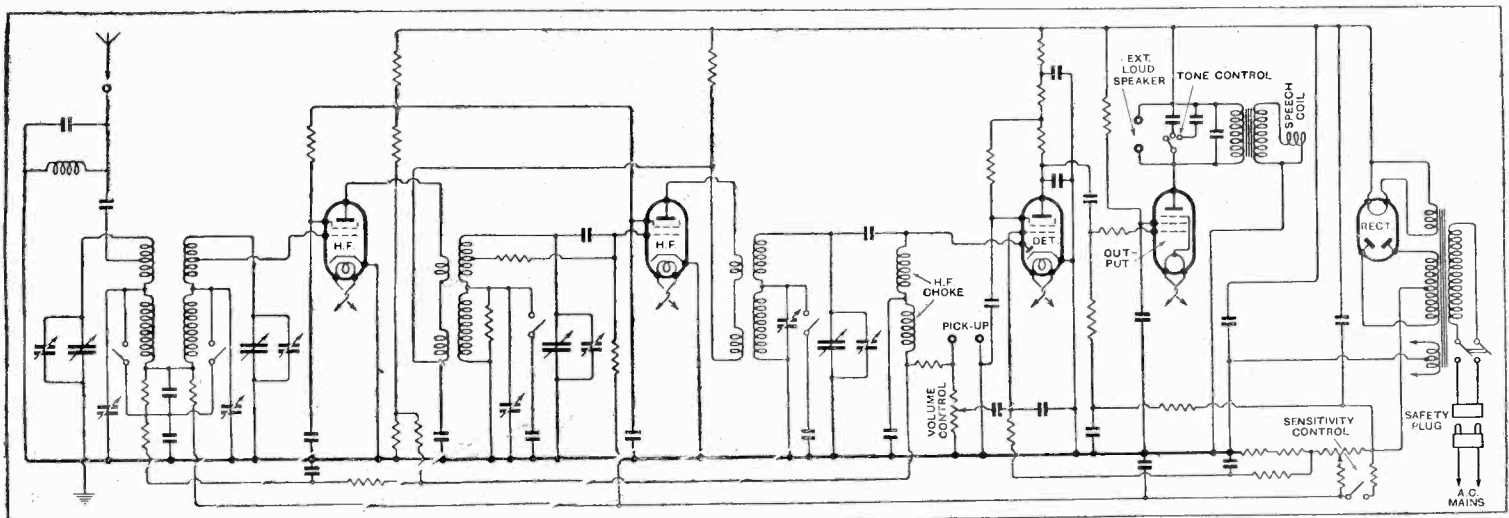 EXT.
LOUD
SPEAKER
TONE CONTROL
SPEECH
COIL
H.F.
H.F.
DET.
OUT-
PUT
RECT.
H.F.
CHOKE
PICK-UP
VOLUME
CONTROL
SENSITIVITY
CONTROL
SAFETY
PLUG
A.C.
MAINS